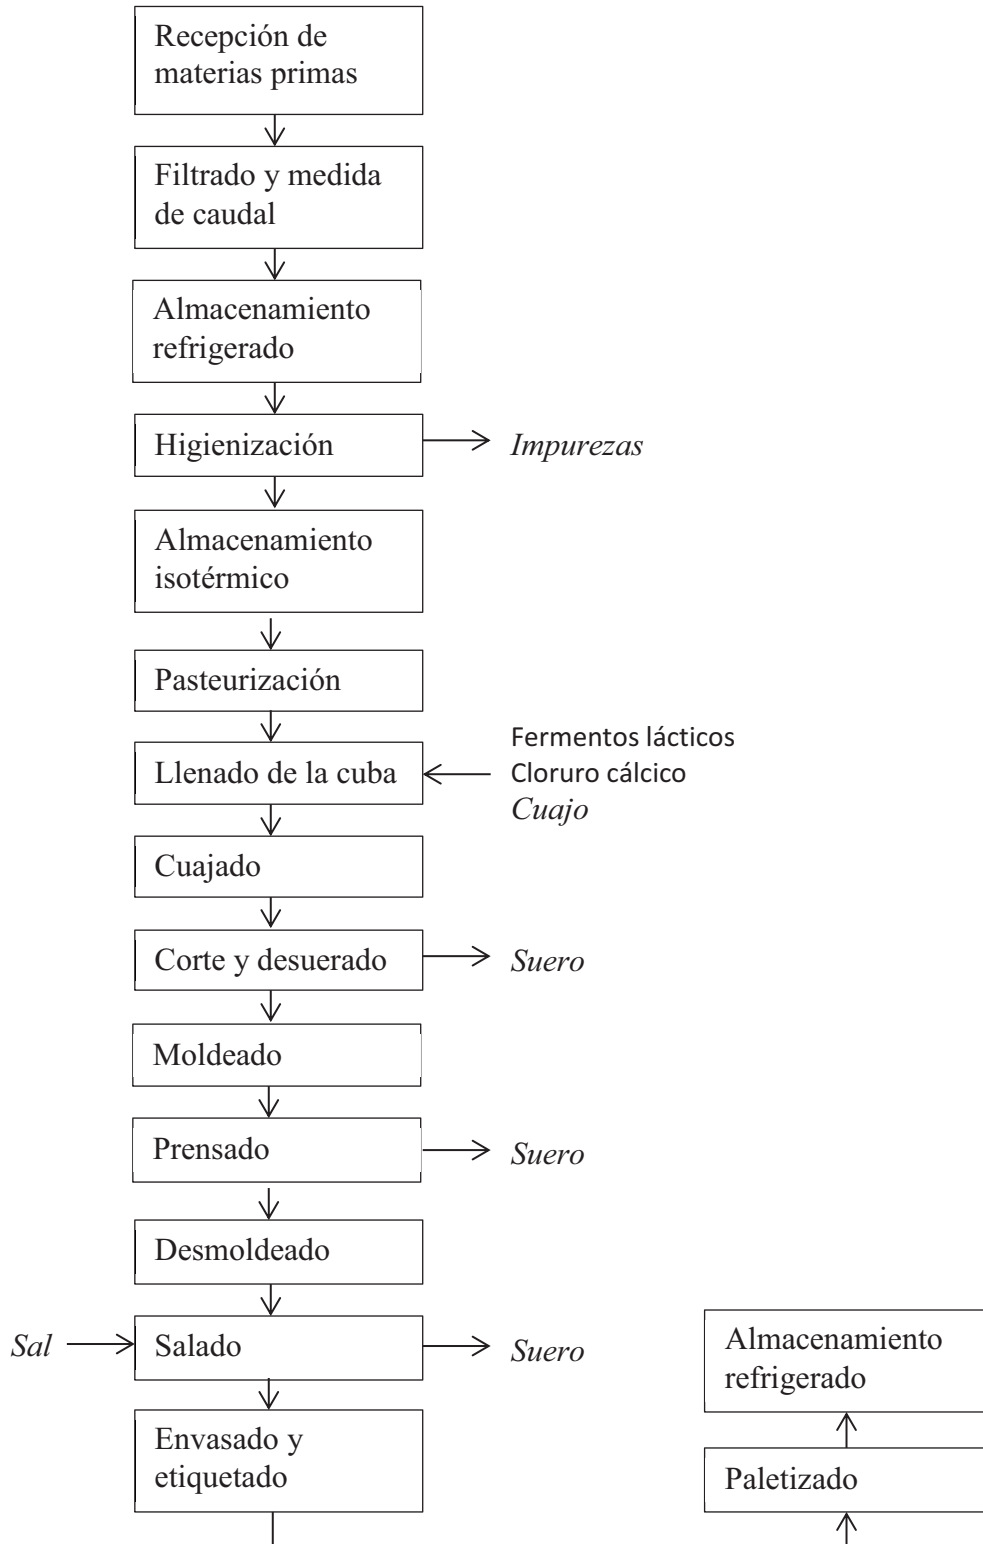 Recepción de
materias primas
Filtrado y medida
de caudal
Almacenamiento
refrigerado
Higienización
Impurezas
Almacenamiento
isotérmico
Pasteurización
Llenado de la cuba
Fermentos lácticos
Cloruro cálcico
Cuajo
Cuajado
Corte y desuerado
Suero
Moldeado
Prensado
Suero
Desmoldeado
Sal
Salado
Suero
Envasado y
etiquetado
Almacenamiento
refrigerado
Paletizado